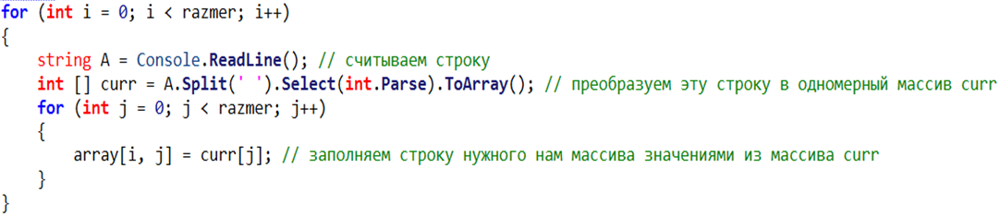 for (int i = 0; i < razmer; i++)
{
    string A = Console.ReadLine(); // считываем строку
    int [] curr = A.Split(' ').Select(int.Parse).ToArray(); // преобразуем эту строку в одномерный массив curr
    for (int j = 0; j < razmer; j++)
    {
        array[i, j] = curr[j]; // заполняем строку нужного нам массива значениями из массива curr
    }
}